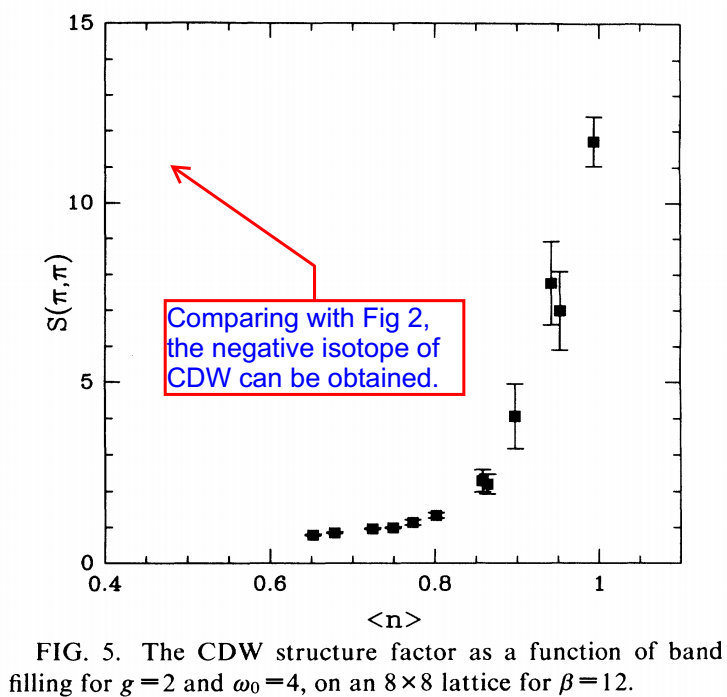 15
10
5
0
S(π,π)
Comparing with Fig 2,
the negative isotope of
CDW can be obtained.
0.4 0.6 0.8 1
<n>
FIG. 5. The CDW structure factor as a function of band
filling for g=2 and ω₀=4, on an 8×8 lattice for β=12.